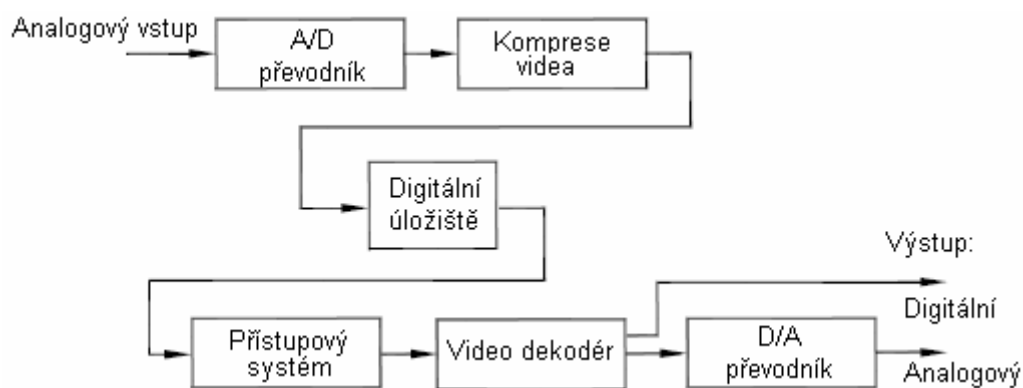 Analogový vstup
A/D
převodník
Komprese
videa
Digitální
úložiště
Výstup:
Digitální
Přístupový
systém
Video dekodér
D/A
převodník
Analogový